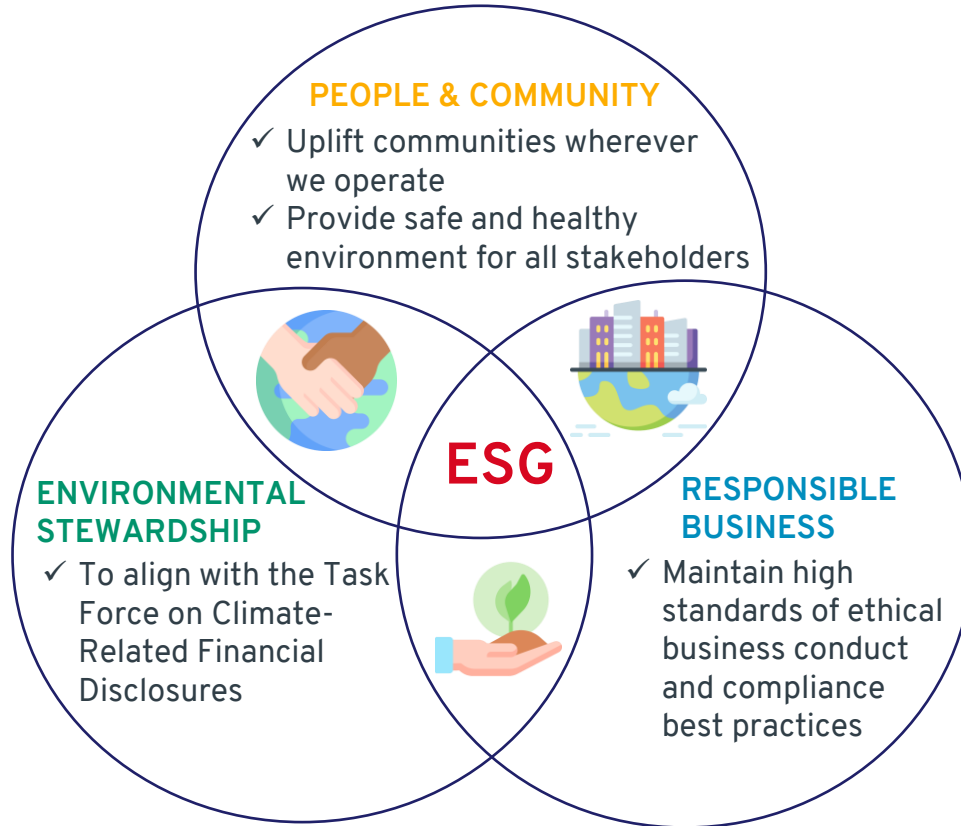 PEOPLE & COMMUNITY
✓ Uplift communities wherever
we operate
✓ Provide safe and healthy
environment for all stakeholders
ESG
ENVIRONMENTAL
STEWARDSHIP
✓ To align with the Task
Force on Climate-
Related Financial
Disclosures
RESPONSIBLE
BUSINESS
✓ Maintain high
standards of ethical
business conduct
and compliance
best practices